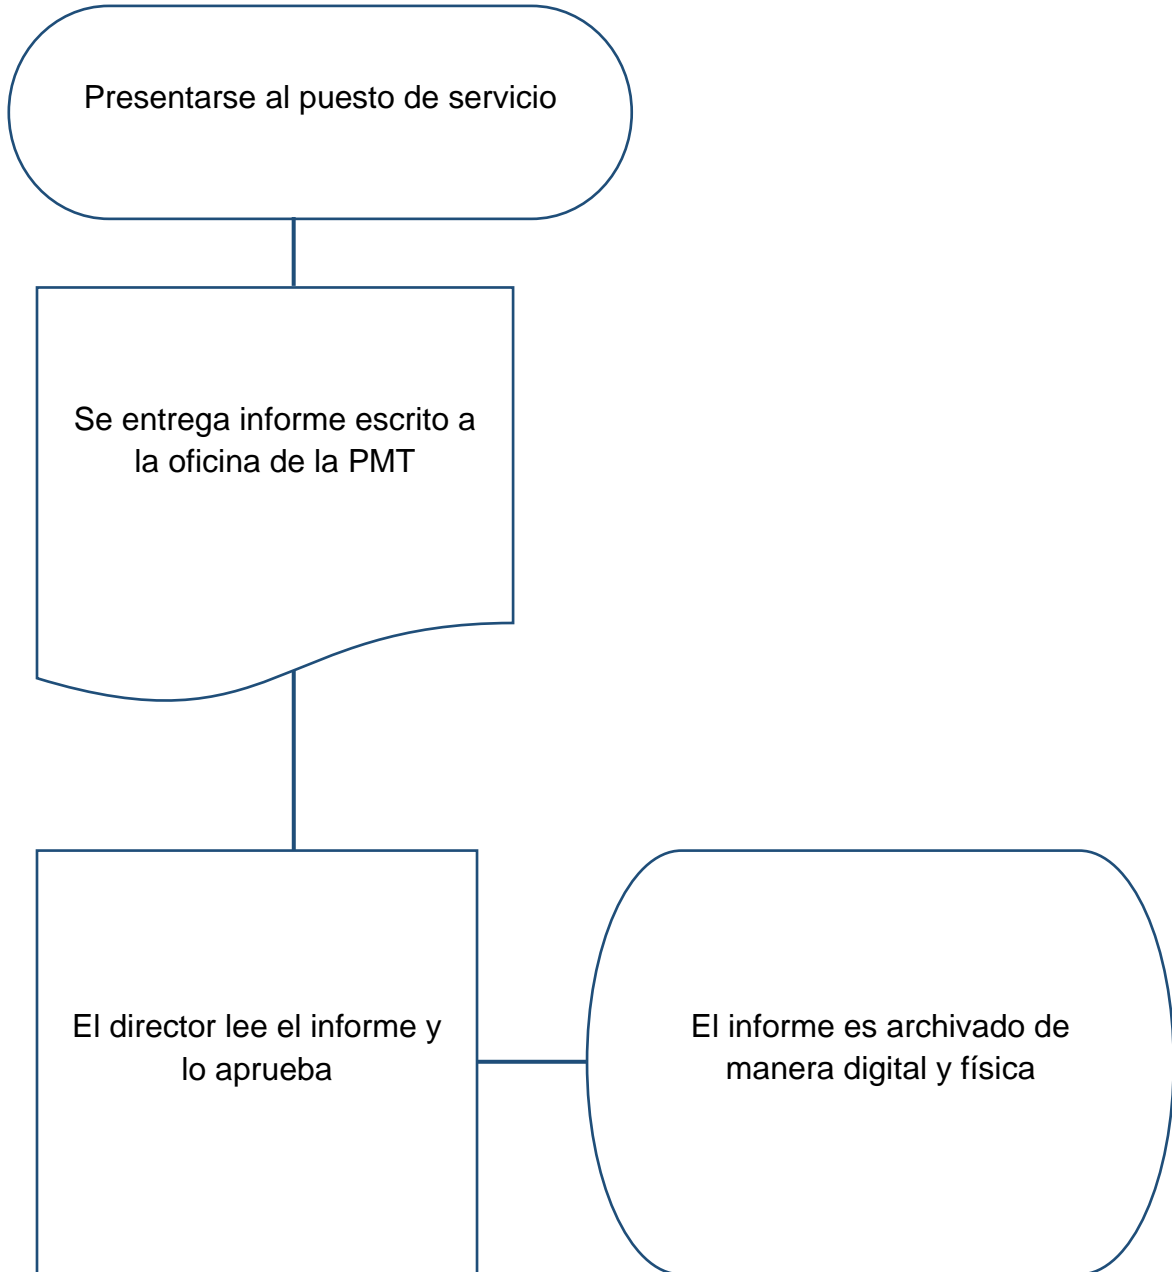 Presentarse al puesto de servicio
Se entrega informe escrito a
la oficina de la PMT
El director lee el informe y
lo aprueba
El informe es archivado de
manera digital y física